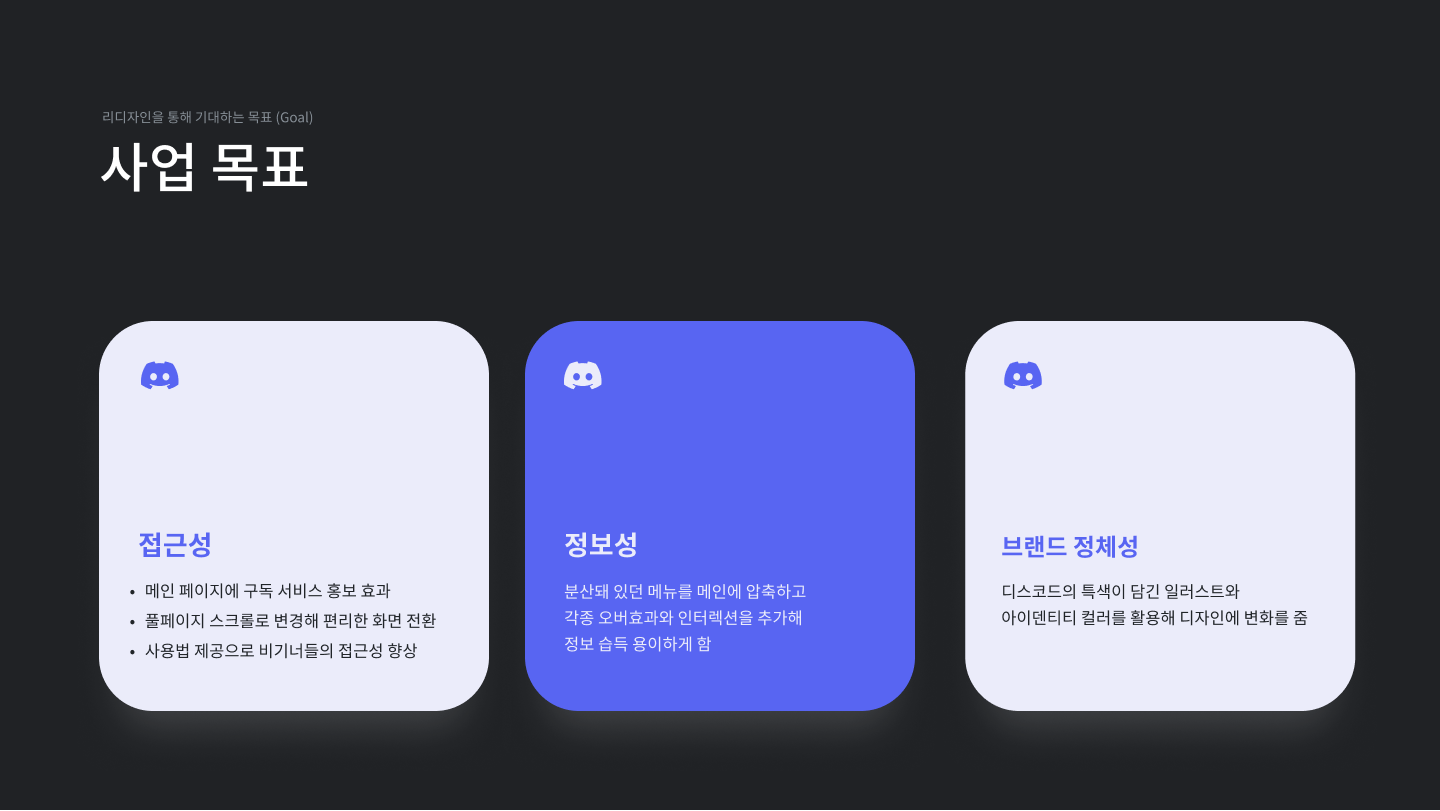 리디자인을 통해 기대하는 목표 (Goal)
사업 목표
접근성
• 메인 페이지에 구독 서비스 홍보 효과
• 풀페이지 스크롤로 변경해 편리한 화면 전환
• 사용법 제공으로 비기너들의 접근성 향상
정보성
분산돼 있던 메뉴를 메인에 압축하고
각종 오버효과와 인터렉션을 추가해
정보 습득 용이하게 함
브랜드 정체성
디스코드의 특색이 담긴 일러스트와
아이덴티티 컬러를 활용해 디자인에 변화를 줌